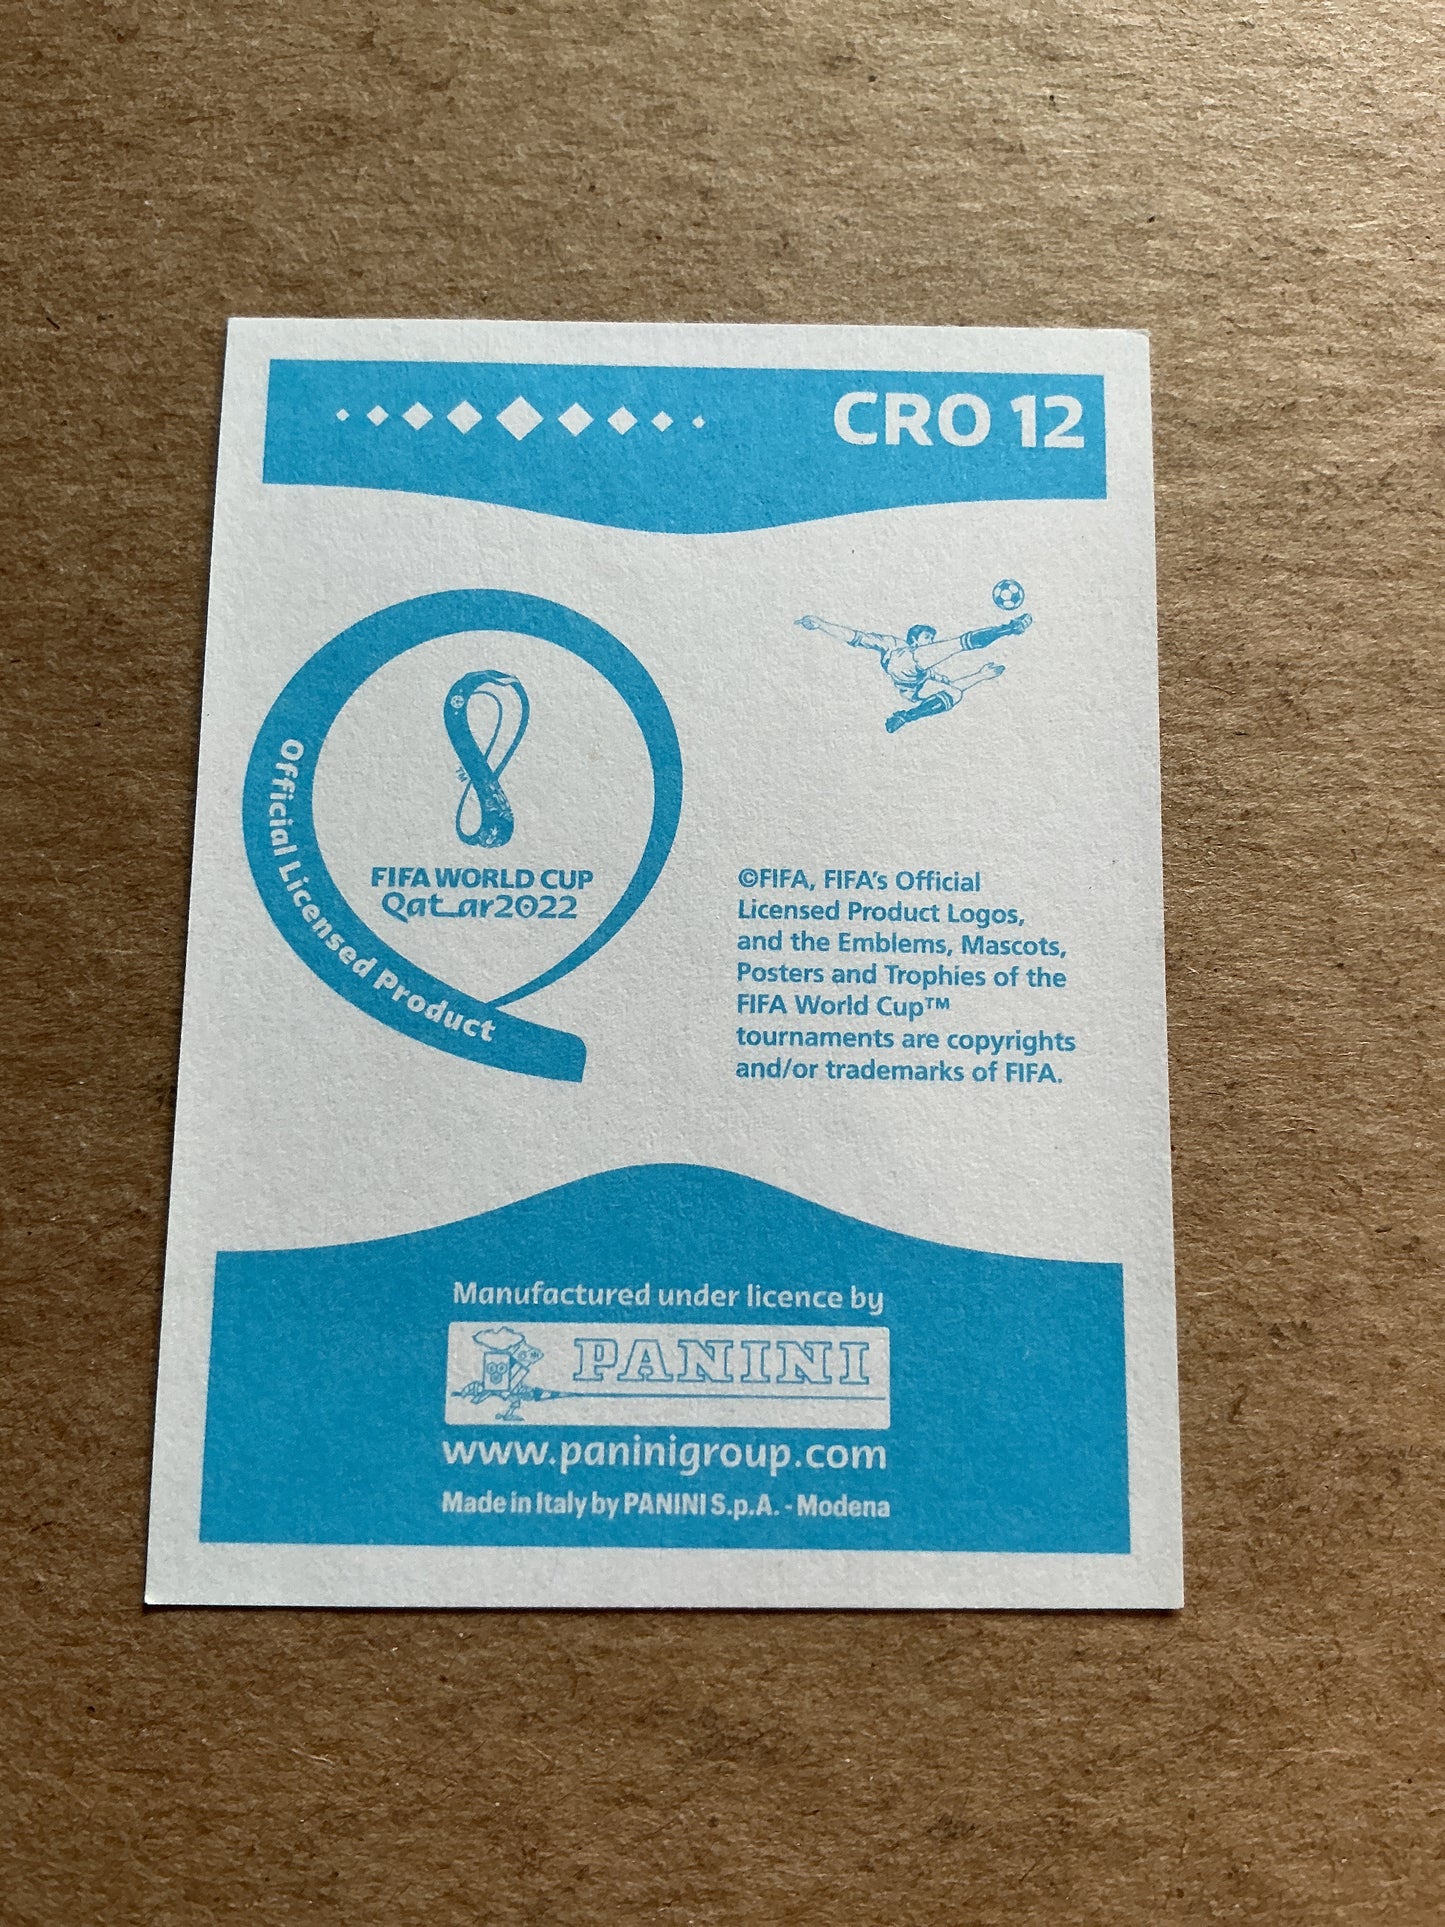 CRO 12
Official Licensed Product
TM
FIFA WORLD CUP
Qatar2022
©FIFA, FIFA's Official
Licensed Product Logos,
and the Emblems, Mascots,
Posters and Trophies of the
FIFA World Cup™
tournaments are copyrights
and/or trademarks of FIFA.
Manufactured under licence by
PANINI
www.paninigroup.com
Made in Italy by PANINI S.p.A. - Modena